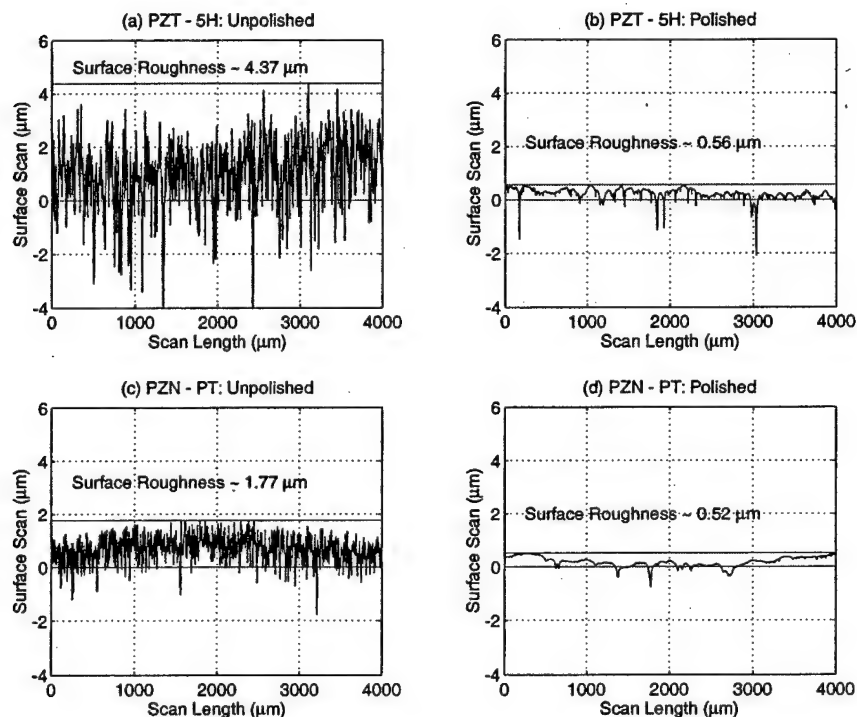 (a) PZT - 5H: Unpolished
6
4
2
0
-2
-4
Surface Scan (µm)
Surface Roughness ~ 4.37 µm
0
1000
2000
3000
4000
Scan Length (µm)
(b) PZT - 5H: Polished
6
4
2
0
-2
-4
Surface Scan (µm)
Surface Roughness ~ 0.56 µm
0
1000
2000
3000
4000
Scan Length (µm)
(c) PZN - PT: Unpolished
6
4
2
0
-2
-4
Surface Scan (µm)
Surface Roughness ~ 1.77 µm
0
1000
2000
3000
4000
Scan Length (µm)
(d) PZN - PT: Polished
6
4
2
0
-2
-4
Surface Scan (µm)
Surface Roughness ~ 0.52 µm
0
1000
2000
3000
4000
Scan Length (µm)